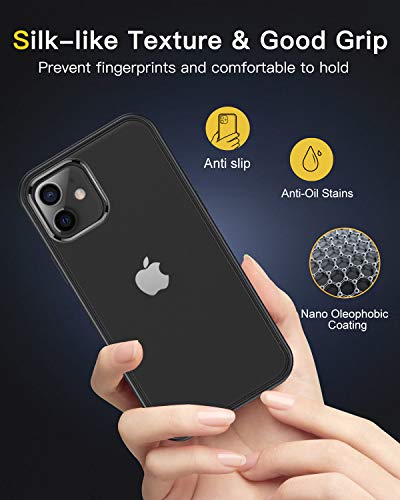 Silk-like Texture & Good Grip
Prevent fingerprints and comfortable to hold
Anti slip
Anti-Oil Stains
Nano Oleophobic
Coating